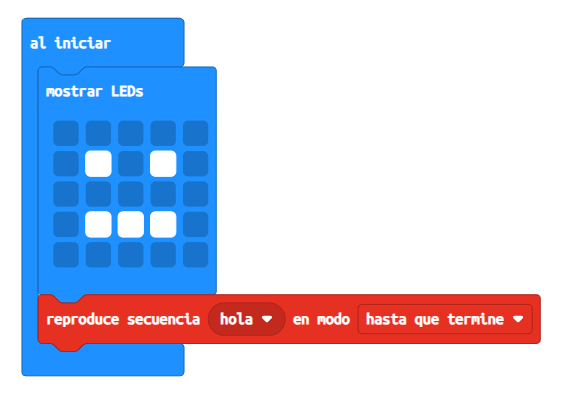 al iniciar
mostrar LEDs
reproduce secuencia hola en modo hasta que termine